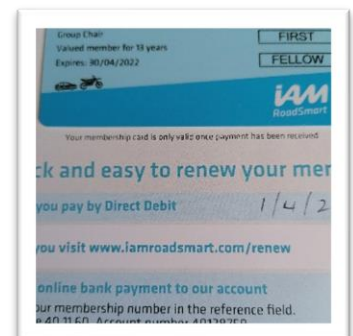 Group Chair
Valued member for 13 years
Expires: 30/04/2022
FIRST
FELLOW
iAM
RoadSmart
Your membership card is only valid once payment has been received
ck and easy to renew your mer
you pay by Direct Debit 1/4/2
you visit www.iamroadsmart.com/renew
online bank payment to our account
our membership number in the reference field.
Account number